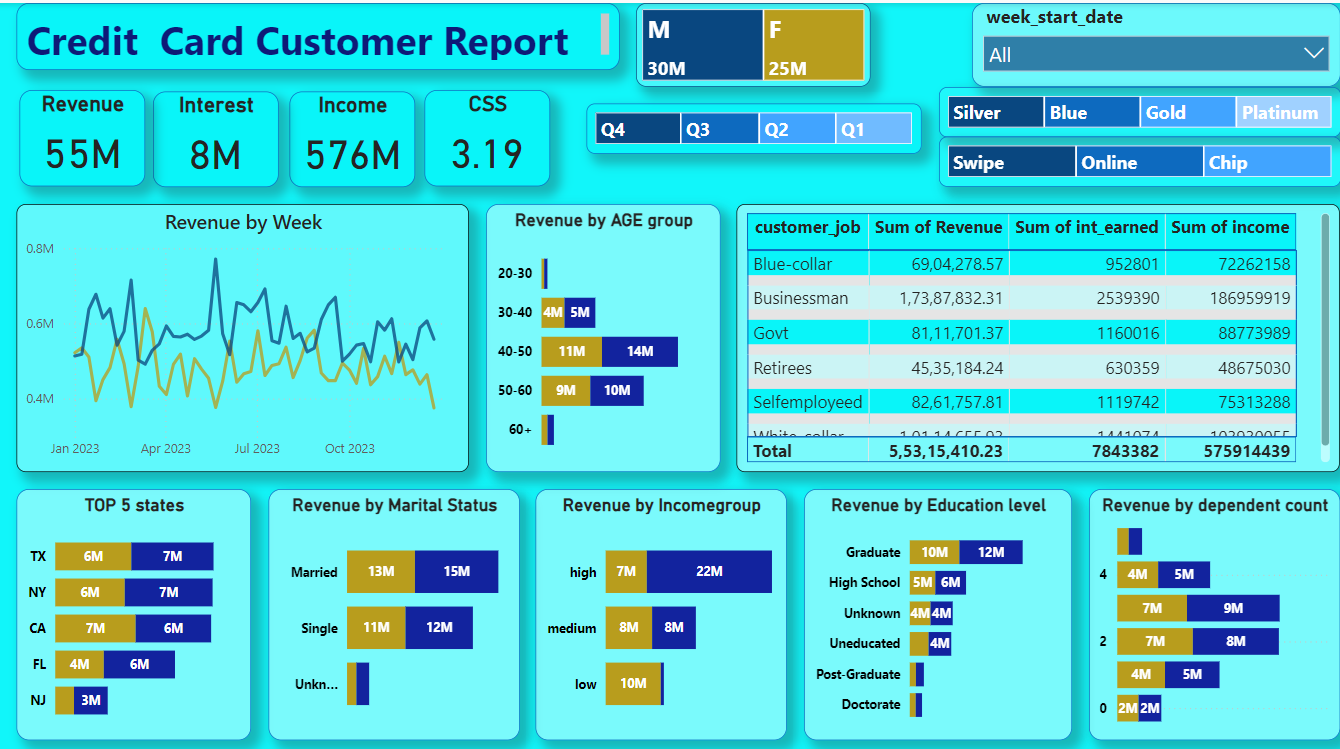 Credit Card Customer Report
M
30M
F
25M
week_start_date
All
Revenue
55M
Interest
8M
Income
576M
CSS
3.19
Q4 Q3 Q2 Q1
Silver Blue Gold Platinum
Swipe Online Chip
Revenue by Week
0.8M
0.6M
0.4M
Jan 2023 Apr 2023 Jul 2023 Oct 2023
Revenue by AGE group
20-30
30-40 4M 5M
40-50 11M 14M
50-60 9M 10M
60+
customer_job Sum of Revenue Sum of int_earned Sum of income
Blue-collar 69,04,278.57 952801 72262158
Businessman 1,73,87,832.31 2539390 186959919
Govt 81,11,701.37 1160016 88773989
Retirees 45,35,184.24 630359 48675030
Selfemployeed 82,61,757.81 1119742 75313288
White-collar 1,01,14,655.93 1441074 103930055
Total 5,53,15,410.23 7843382 575914439
TOP 5 states
TX 6M 7M
NY 6M 7M
CA 7M 6M
FL 4M 6M
NJ 3M
Revenue by Marital Status
Married 13M 15M
Single 11M 12M
Unkn...
Revenue by Incomegroup
high 7M 22M
medium 8M 8M
low 10M
Revenue by Education level
Graduate 10M 12M
High School 5M 6M
Unknown 4M 4M
Uneducated 4M
Post-Graduate
Doctorate
Revenue by dependent count
4 4M 5M
7M 9M
2 7M 8M
4M 5M
0 2M 2M